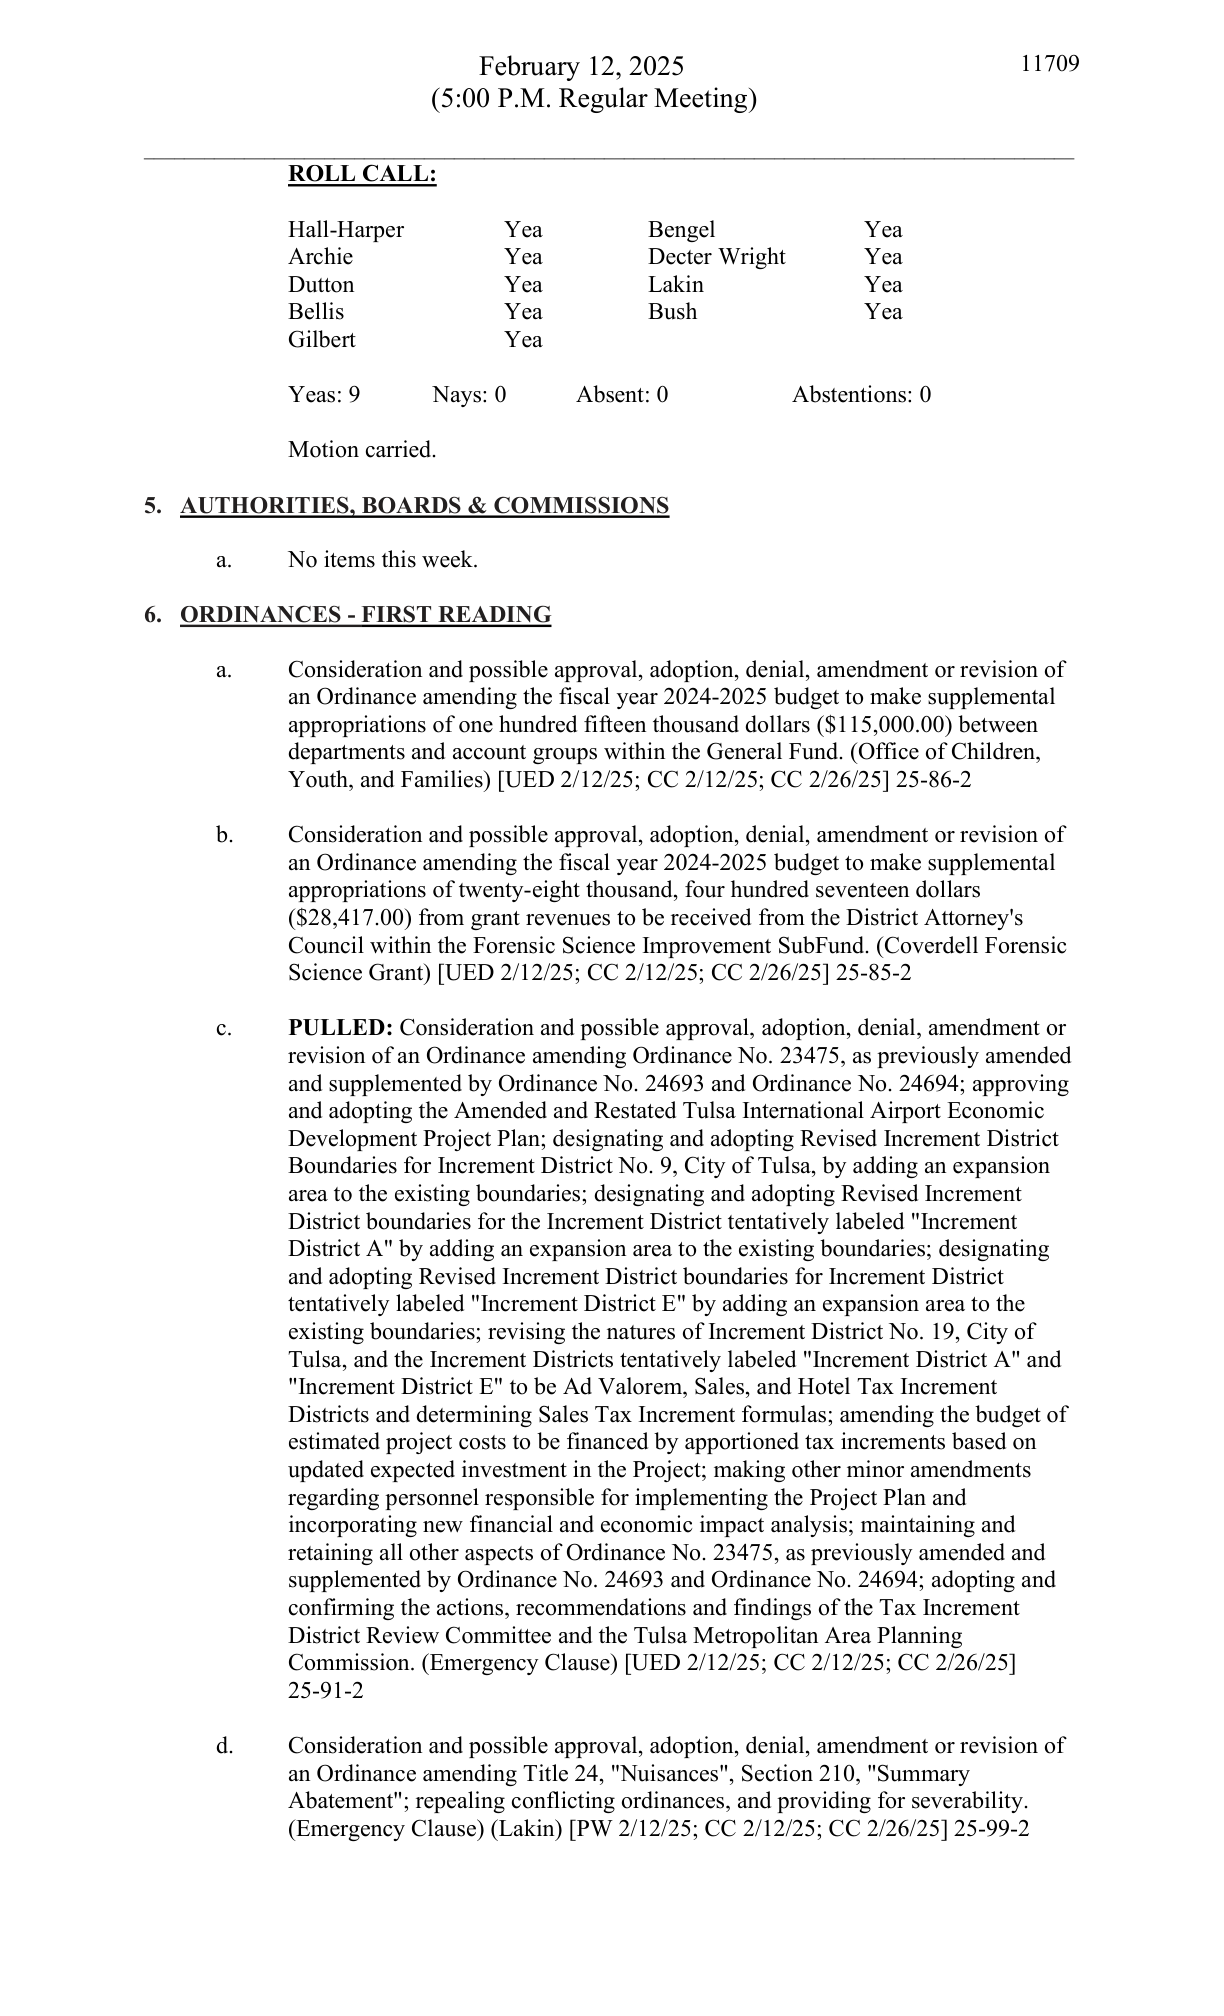 February 12, 2025
11709
(5:00 P.M. Regular Meeting)
ROLL CALL:
Hall-Harper Yea Bengel Yea
Archie Yea Decter Wright Yea
Dutton Yea Lakin Yea
Bellis Yea Bush Yea
Gilbert Yea
Yeas: 9 Nays: 0 Absent: 0 Abstentions: 0
Motion carried.
5. AUTHORITIES, BOARDS & COMMISSIONS
a. No items this week.
6. ORDINANCES - FIRST READING
a. Consideration and possible approval, adoption, denial, amendment or revision of
an Ordinance amending the fiscal year 2024-2025 budget to make supplemental
appropriations of one hundred fifteen thousand dollars ($115,000.00) between
departments and account groups within the General Fund. (Office of Children,
Youth, and Families) [UED 2/12/25; CC 2/12/25; CC 2/26/25] 25-86-2
b. Consideration and possible approval, adoption, denial, amendment or revision of
an Ordinance amending the fiscal year 2024-2025 budget to make supplemental
appropriations of twenty-eight thousand, four hundred seventeen dollars
($28,417.00) from grant revenues to be received from the District Attorney's
Council within the Forensic Science Improvement SubFund. (Coverdell Forensic
Science Grant) [UED 2/12/25; CC 2/12/25; CC 2/26/25] 25-85-2
c. PULLED: Consideration and possible approval, adoption, denial, amendment or
revision of an Ordinance amending Ordinance No. 23475, as previously amended
and supplemented by Ordinance No. 24693 and Ordinance No. 24694; approving
and adopting the Amended and Restated Tulsa International Airport Economic
Development Project Plan; designating and adopting Revised Increment District
Boundaries for Increment District No. 9, City of Tulsa, by adding an expansion
area to the existing boundaries; designating and adopting Revised Increment
District boundaries for the Increment District tentatively labeled "Increment
District A" by adding an expansion area to the existing boundaries; designating
and adopting Revised Increment District boundaries for Increment District
tentatively labeled "Increment District E" by adding an expansion area to the
existing boundaries; revising the natures of Increment District No. 19, City of
Tulsa, and the Increment Districts tentatively labeled "Increment District A" and
"Increment District E" to be Ad Valorem, Sales, and Hotel Tax Increment
Districts and determining Sales Tax Increment formulas; amending the budget of
estimated project costs to be financed by apportioned tax increments based on
updated expected investment in the Project; making other minor amendments
regarding personnel responsible for implementing the Project Plan and
incorporating new financial and economic impact analysis; maintaining and
retaining all other aspects of Ordinance No. 23475, as previously amended and
supplemented by Ordinance No. 24693 and Ordinance No. 24694; adopting and
confirming the actions, recommendations and findings of the Tax Increment
District Review Committee and the Tulsa Metropolitan Area Planning
Commission. (Emergency Clause) [UED 2/12/25; CC 2/12/25; CC 2/26/25]
25-91-2
d. Consideration and possible approval, adoption, denial, amendment or revision of
an Ordinance amending Title 24, "Nuisances", Section 210, "Summary
Abatement"; repealing conflicting ordinances, and providing for severability.
(Emergency Clause) (Lakin) [PW 2/12/25; CC 2/12/25; CC 2/26/25] 25-99-2